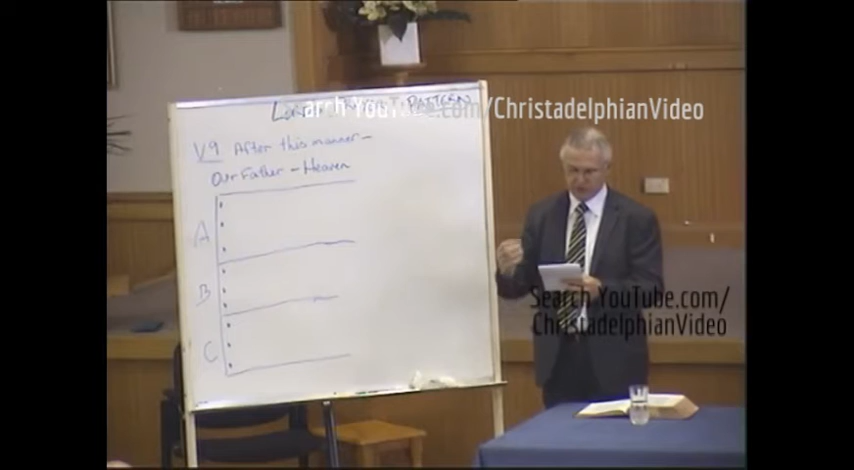 Search YouTube.com/ChristadelphianVideo
PATTERN
V9 After this manner -
Our Father - Heaven
A
B
C
Search YouTube.com/
ChristadelphianVideo